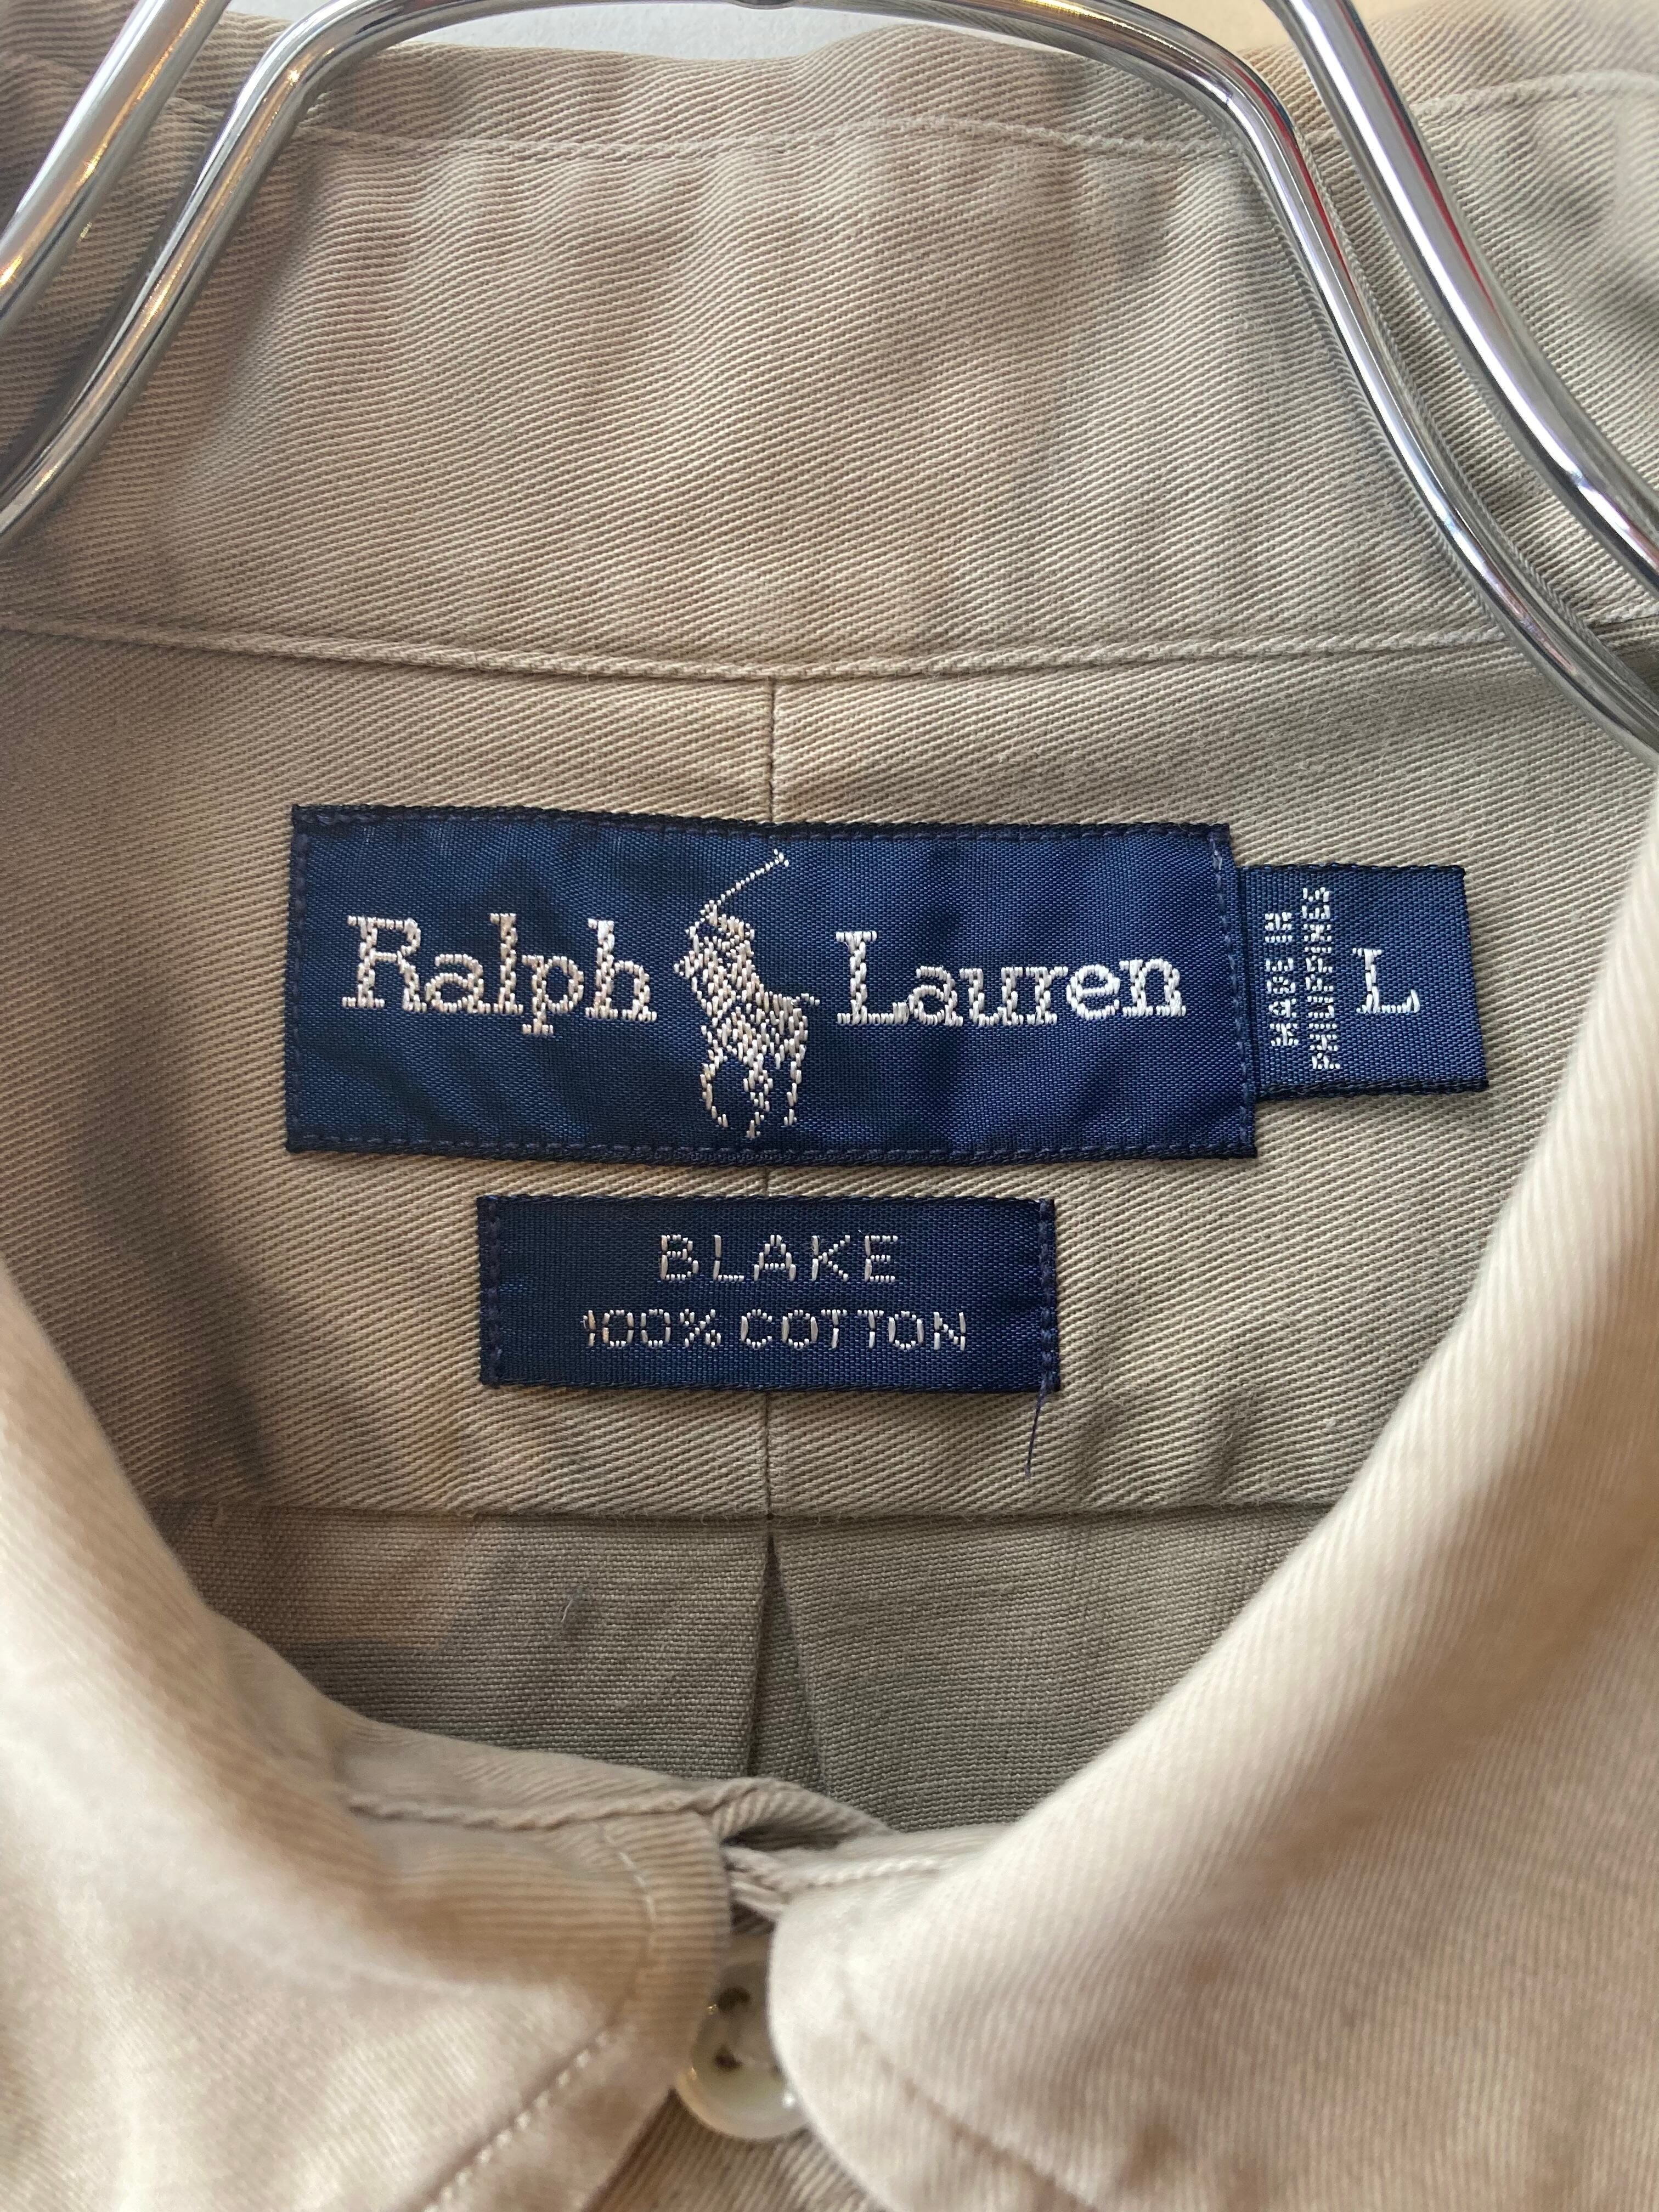 Ralph Lauren
MADE IN
PHILIPPINES
L
BLAKE
100% COTTON